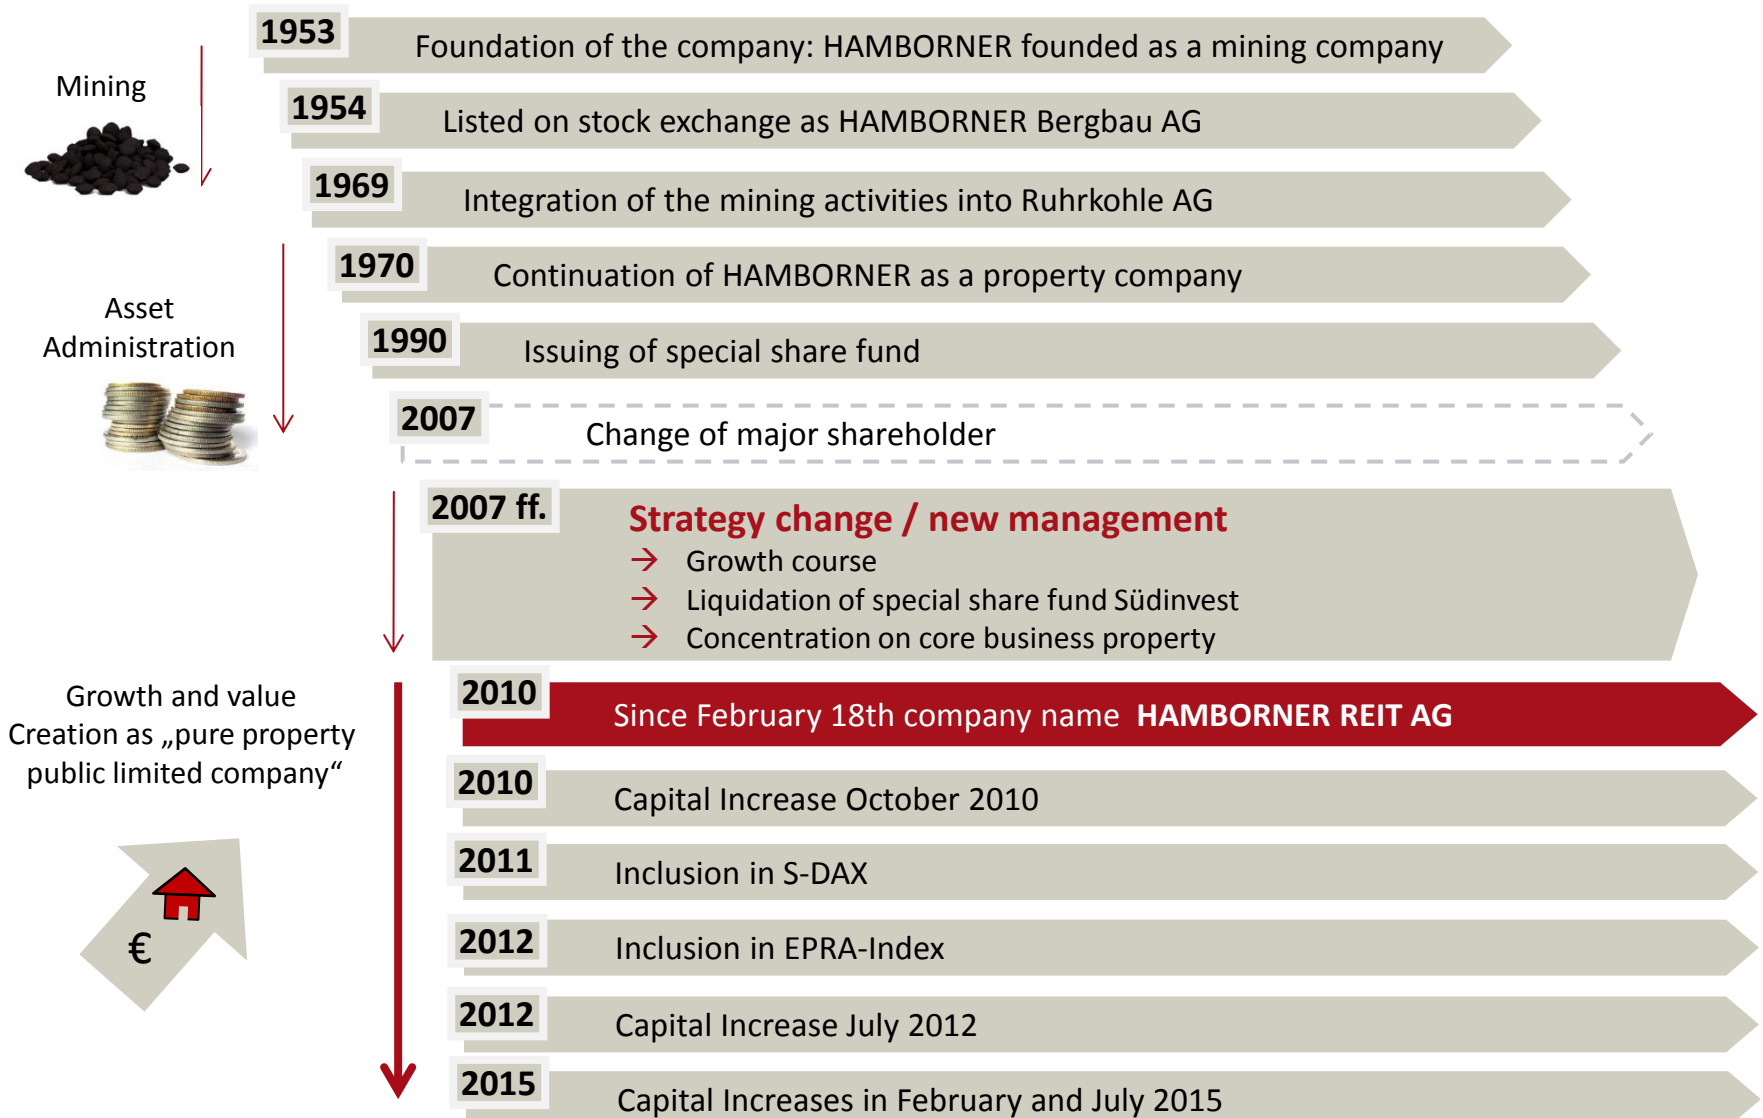 1953
Foundation of the company: HAMBORNER founded as a mining company
Mining
1954
Listed on stock exchange as HAMBORNER Bergbau AG
1969
Integration of the mining activities into Ruhrkohle AG
1970
Continuation of HAMBORNER as a property company
Asset
Administration
1990
Issuing of special share fund
2007
Change of major shareholder
2007 ff.
Strategy change / new management
→ Growth course
→ Liquidation of special share fund Südinvest
→ Concentration on core business property
Growth and value
Creation as „pure property
public limited company“
2010
Since February 18th company name HAMBORNER REIT AG
2010
Capital Increase October 2010
2011
Inclusion in S-DAX
€
2012
Inclusion in EPRA-Index
2012
Capital Increase July 2012
2015
Capital Increases in February and July 2015